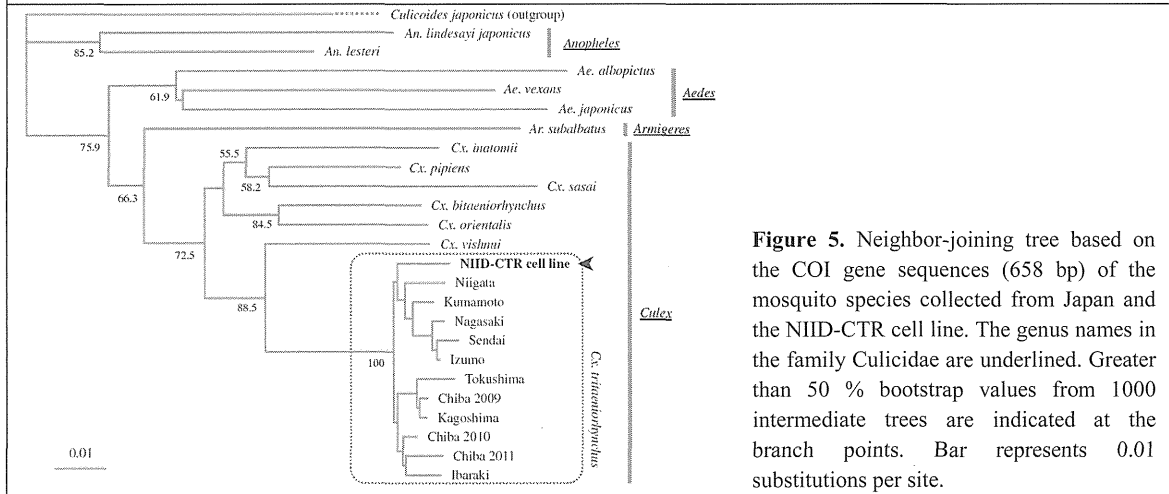 Culicoides japonicus (outgroup)
An. lindesayi japonicus
85.2
An. lesteri
Anopheles
Ae. albopictus
61.9
Ae. vexans
Aedes
Ae. japonicus
75.9
Ar. subalbatus
Armigeres
55.5
Cx. inatomii
Cx. pipiens
58.2
Cx. sasai
66.3
Cx. bitaeniorhynchus
84.5
Cx. orientalis
72.5
Cx. vishnui
NIID-CTR cell line
88.5
Niigata
Kumamoto
Nagasaki
Sendai
Izumo
100
Tokushima
Chiba 2009
Kagoshima
Chiba 2010
Chiba 2011
Ibaraki
Cx. tritaeniorhynchus
Culex
0.01
Figure 5. Neighbor-joining tree based on
the COI gene sequences (658 bp) of the
mosquito species collected from Japan and
the NIID-CTR cell line. The genus names in
the family Culicidae are underlined. Greater
than 50 % bootstrap values from 1000
intermediate trees are indicated at the
branch points. Bar represents 0.01
substitutions per site.